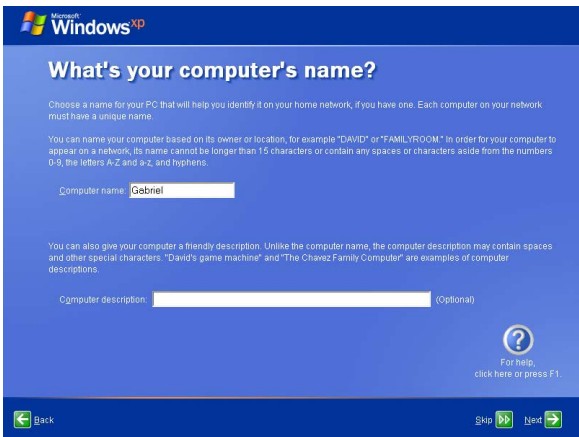 Microsoft
Windows xp
What's your computer's name?
Choose a name for your PC that will help you identify it on your home network, if you have one. Each computer on your network
must have a unique name.
You can name your computer based on its owner or location, for example "DAVID" or "FAMILYROOM." In order for your computer to
appear on a network, its name cannot be longer than 15 characters or contain any spaces or characters aside from the numbers
0-9, the letters A-Z and a-z, and hyphens.
Computer name: Gabriel
You can also give your computer a friendly description. Unlike the computer name, the computer description may contain spaces
and other special characters. "David's game machine" and "The Chavez Family Computer" are examples of computer
descriptions.
Computer description: (Optional)
For help,
click here or press F1.
Back Skip Next